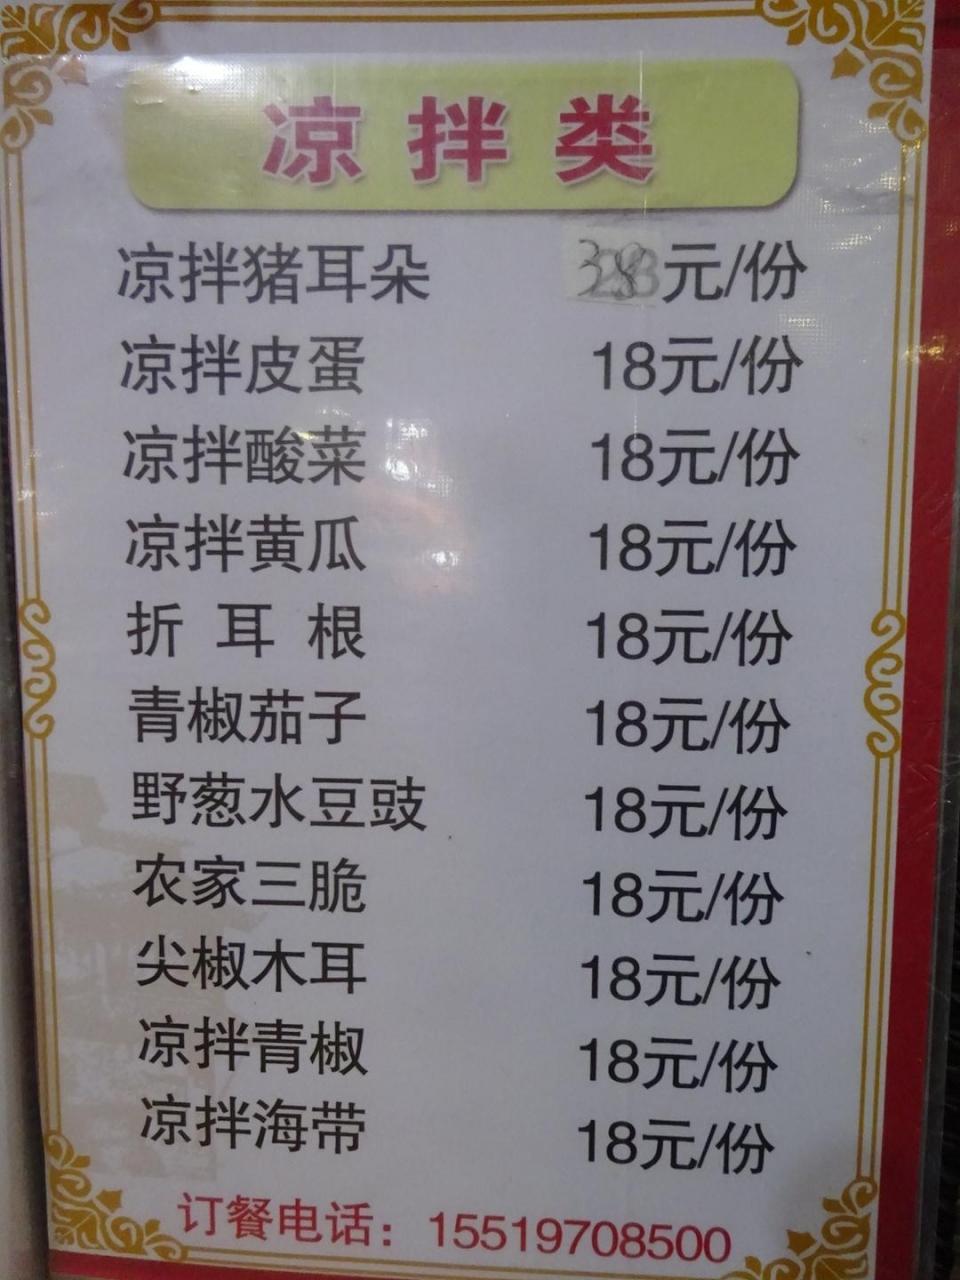 凉拌类
凉拌猪耳朵 38元/份
凉拌皮蛋 18元/份
凉拌酸菜 18元/份
凉拌黄瓜 18元/份
折耳根 18元/份
青椒茄子 18元/份
野葱水豆豉 18元/份
农家三脆 18元/份
尖椒木耳 18元/份
凉拌青椒 18元/份
凉拌海带 18元/份
订餐电话：15519708500